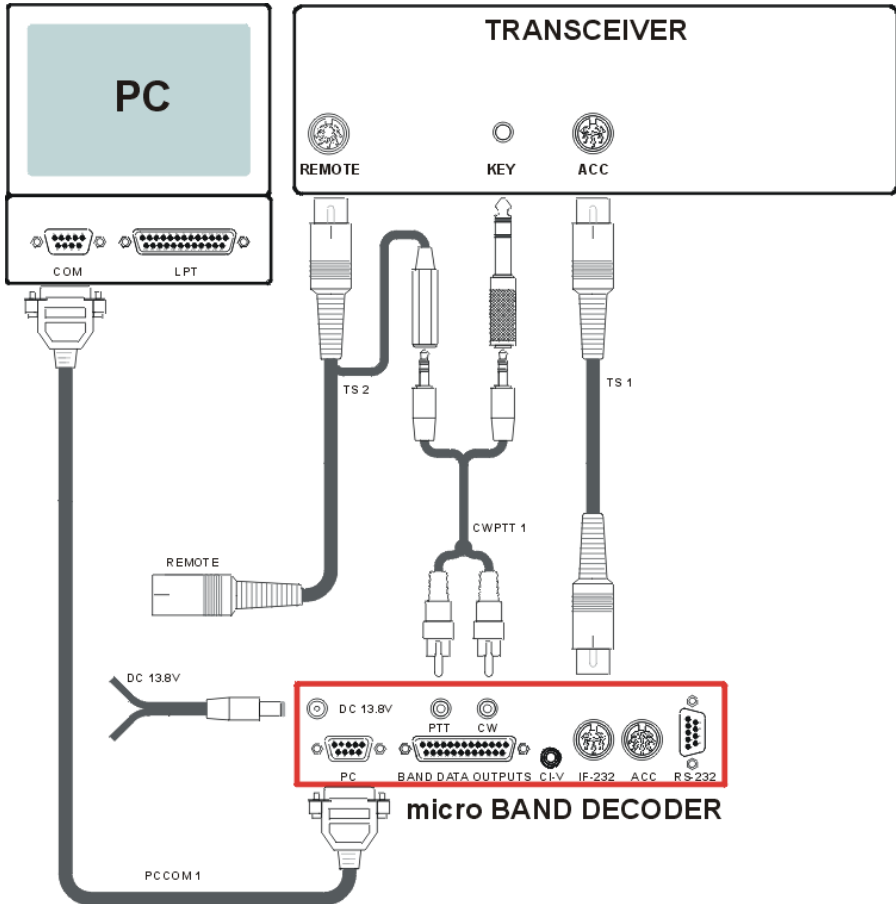 TRANSCEIVER
PC
REMOTE
KEY
ACC
COM
LPT
TS 2
TS 1
CWPTT 1
REMOTE
DC 13.8V
DC 13.8V
PTT
CW
PC
BAND DATA OUTPUTS
CI-V
IF-232
ACC
RS-232
micro BAND DECODER
PCCOM 1